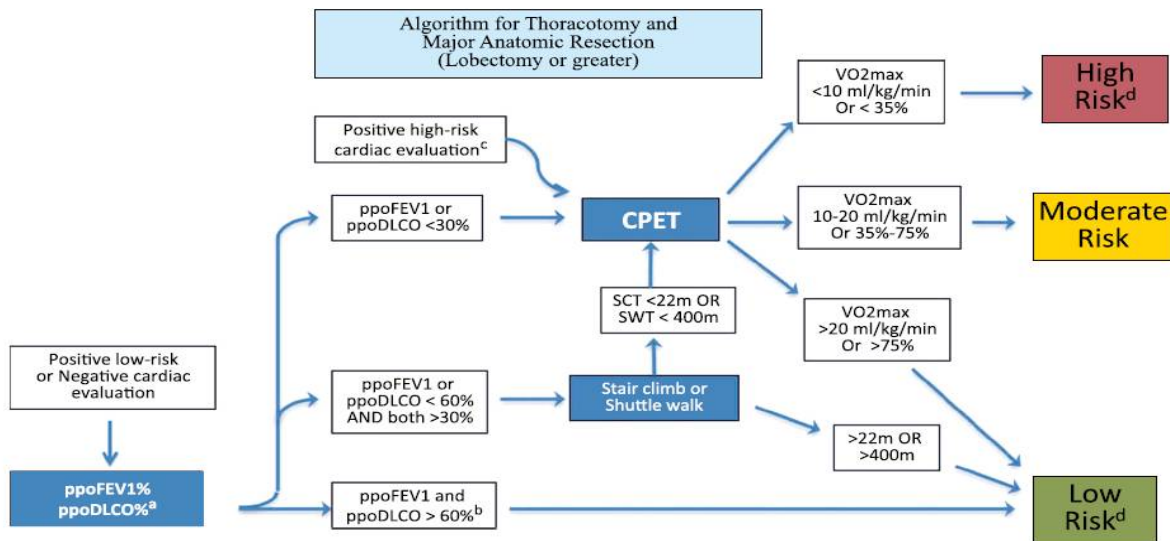 Algorithm for Thoracotomy and
Major Anatomic Resection
(Lobectomy or greater)
VO2max
<10 ml/kg/min
Or < 35%
High
Riskᵈ
Positive high-risk
cardiac evaluationᶜ
ppoFEV1 or
ppoDLCO <30%
CPET
VO2max
10-20 ml/kg/min
Or 35%-75%
Moderate
Risk
SCT <22m OR
SWT < 400m
VO2max
>20 ml/kg/min
Or >75%
Positive low-risk
or Negative cardiac
evaluation
ppoFEV1 or
ppoDLCO < 60%
AND both >30%
Stair climb or
Shuttle walk
>22m OR
>400m
ppoFEV1%
ppoDLCO%ᵃ
ppoFEV1 and
ppoDLCO > 60%ᵇ
Low
Riskᵈ